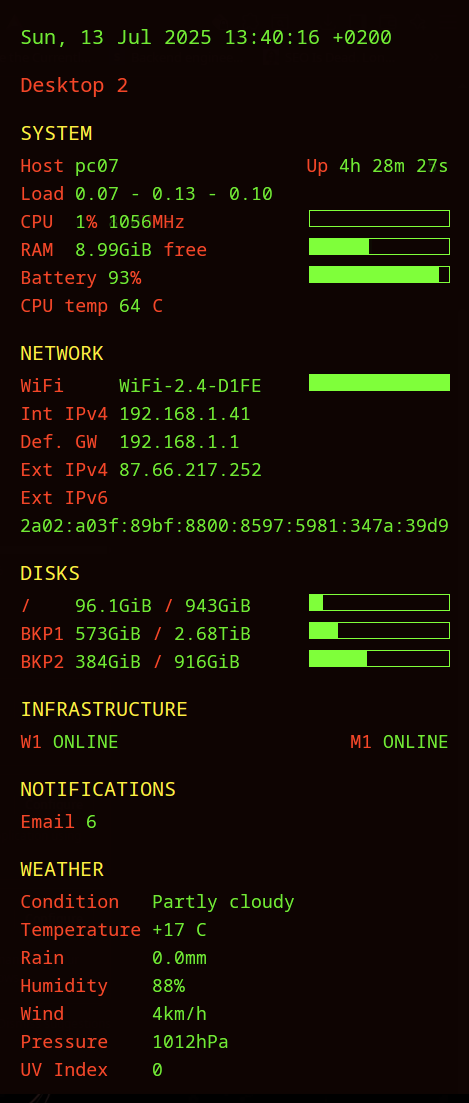 Sun, 13 Jul 2025 13:40:16 +0200
Desktop 2
SYSTEM
Host pc07 Up 4h 28m 27s
Load 0.07 - 0.13 - 0.10
CPU 1% 1056MHz
RAM 8.99GiB free
Battery 93%
CPU temp 64 C
NETWORK
WiFi WiFi-2.4-D1FE
Int IPv4 192.168.1.41
Def. GW 192.168.1.1
Ext IPv4 87.66.217.252
Ext IPv6
2a02:a03f:89bf:8800:8597:5981:347a:39d9
DISKS
/ 96.1GiB / 943GiB
BKP1 573GiB / 2.68TiB
BKP2 384GiB / 916GiB
INFRASTRUCTURE
W1 ONLINE M1 ONLINE
NOTIFICATIONS
Email 6
WEATHER
Condition Partly cloudy
Temperature +17 C
Rain 0.0mm
Humidity 88%
Wind 4km/h
Pressure 1012hPa
UV Index 0